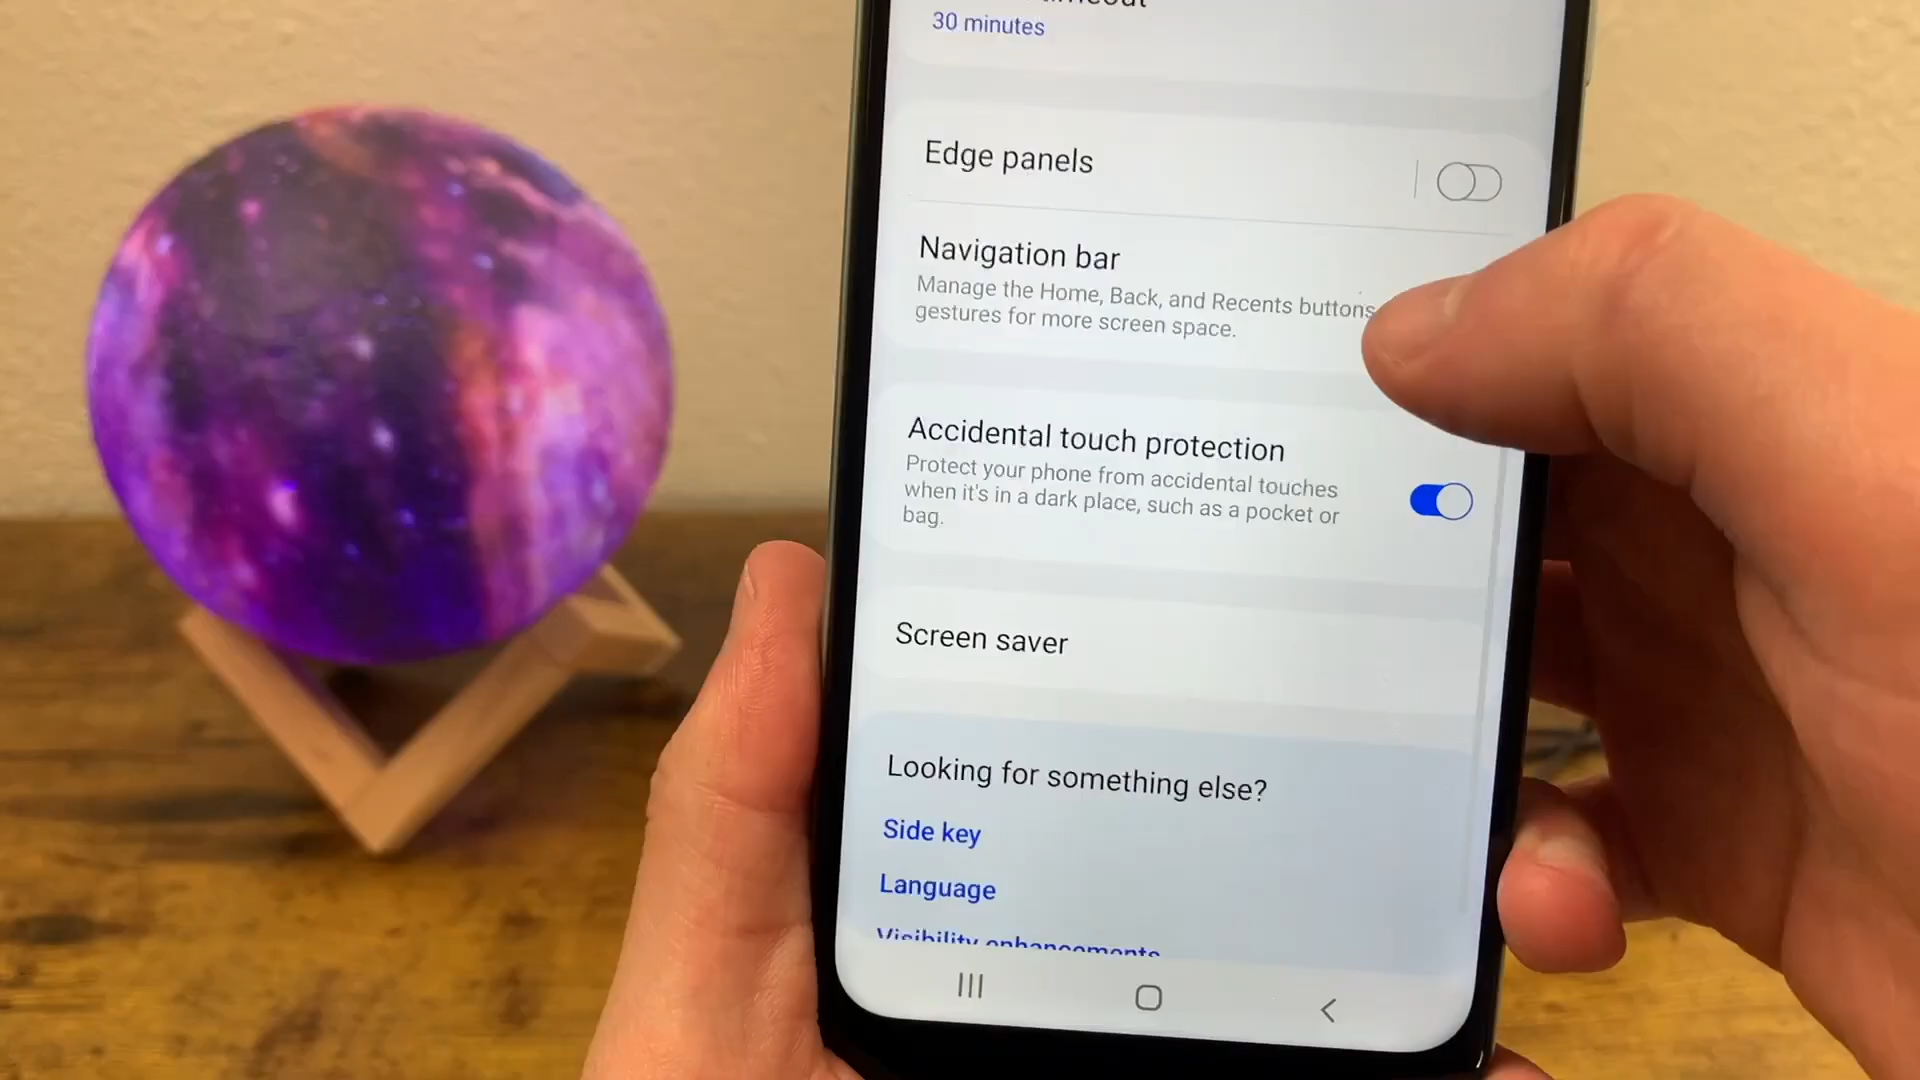 30 minutes
Edge panels
Navigation bar
Manage the Home, Back, and Recents buttons
gestures for more screen space.
Accidental touch protection
Protect your phone from accidental touches
when it's in a dark place, such as a pocket or
bag.
Screen saver
Looking for something else?
Side key
Language
Visibility enhancements